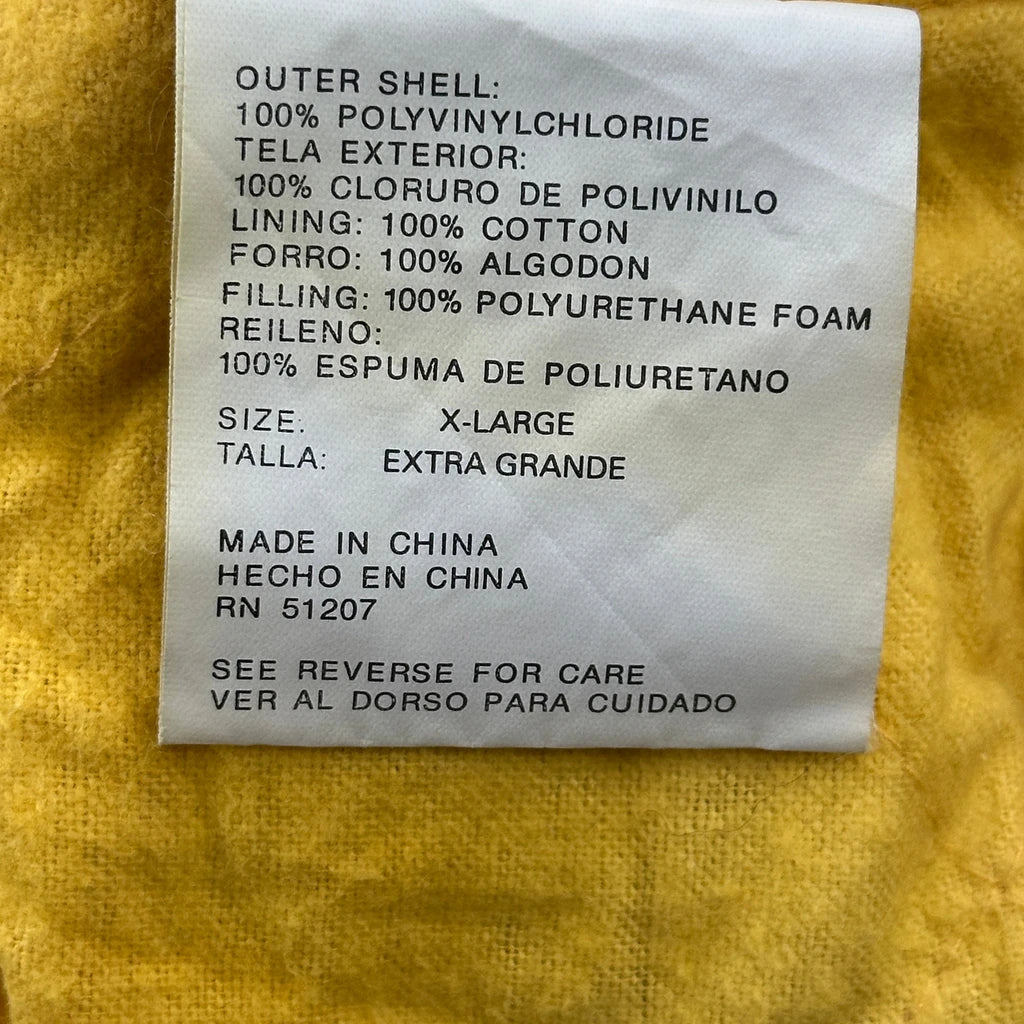 OUTER SHELL:
100% POLYVINYLCHLORIDE
TELA EXTERIOR:
100% CLORURO DE POLIVINILO
LINING: 100% COTTON
FORRO: 100% ALGODON
FILLING: 100% POLYURETHANE FOAM
REILENO:
100% ESPUMA DE POLIURETANO
SIZE: X-LARGE
TALLA: EXTRA GRANDE
MADE IN CHINA
HECHO EN CHINA
RN 51207
SEE REVERSE FOR CARE
VER AL DORSO PARA CUIDADO